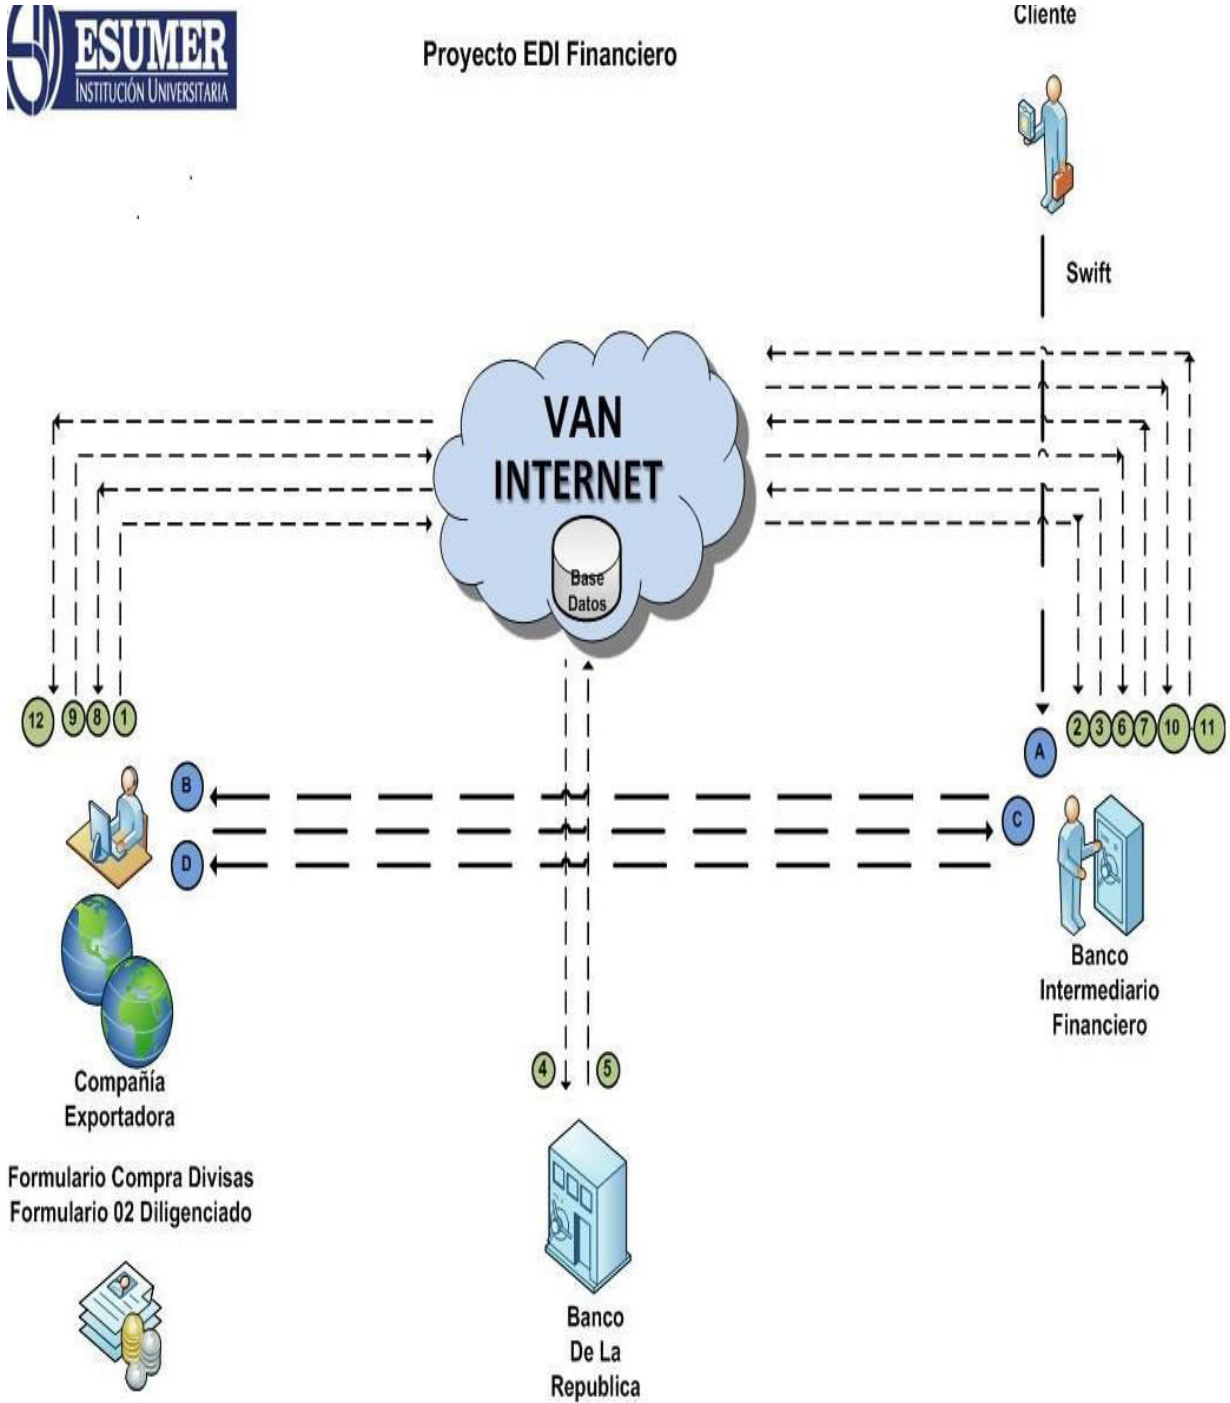 ESUMER
INSTITUCIÓN UNIVERSITARIA
Proyecto EDI Financiero
Cliente
Swift
VAN
INTERNET
Base
Datos
12
9
8
1
2
3
6
7
10
11
A
B
C
D
Banco
Intermediario
Financiero
Compañía
Exportadora
4
5
Formulario Compra Divisas
Formulario 02 Diligenciado
Banco
De La
Republica